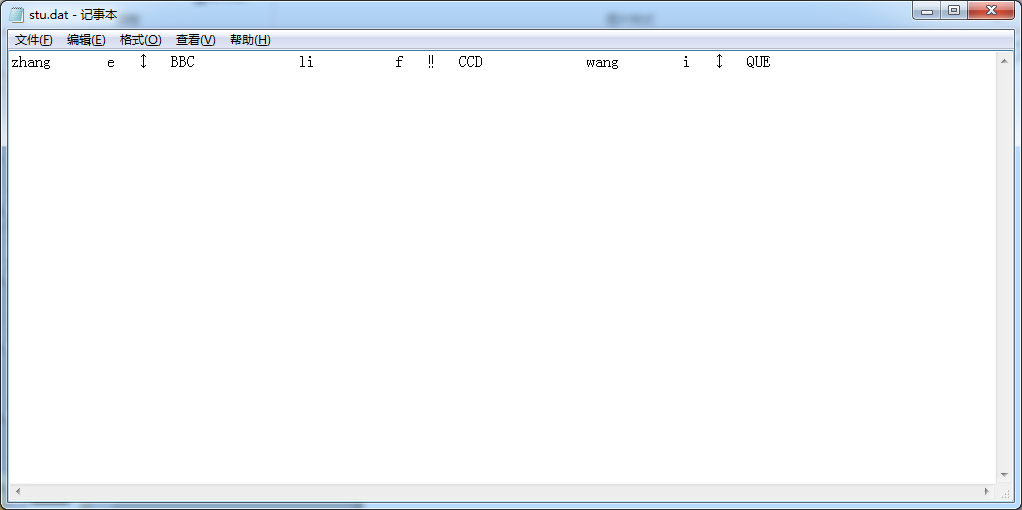 stu.dat - 记事本
文件(F) 编辑(E) 格式(O) 查看(V) 帮助(H)
zhang e ↕ BBC li f ‼ CCD wang i ↕ QUE